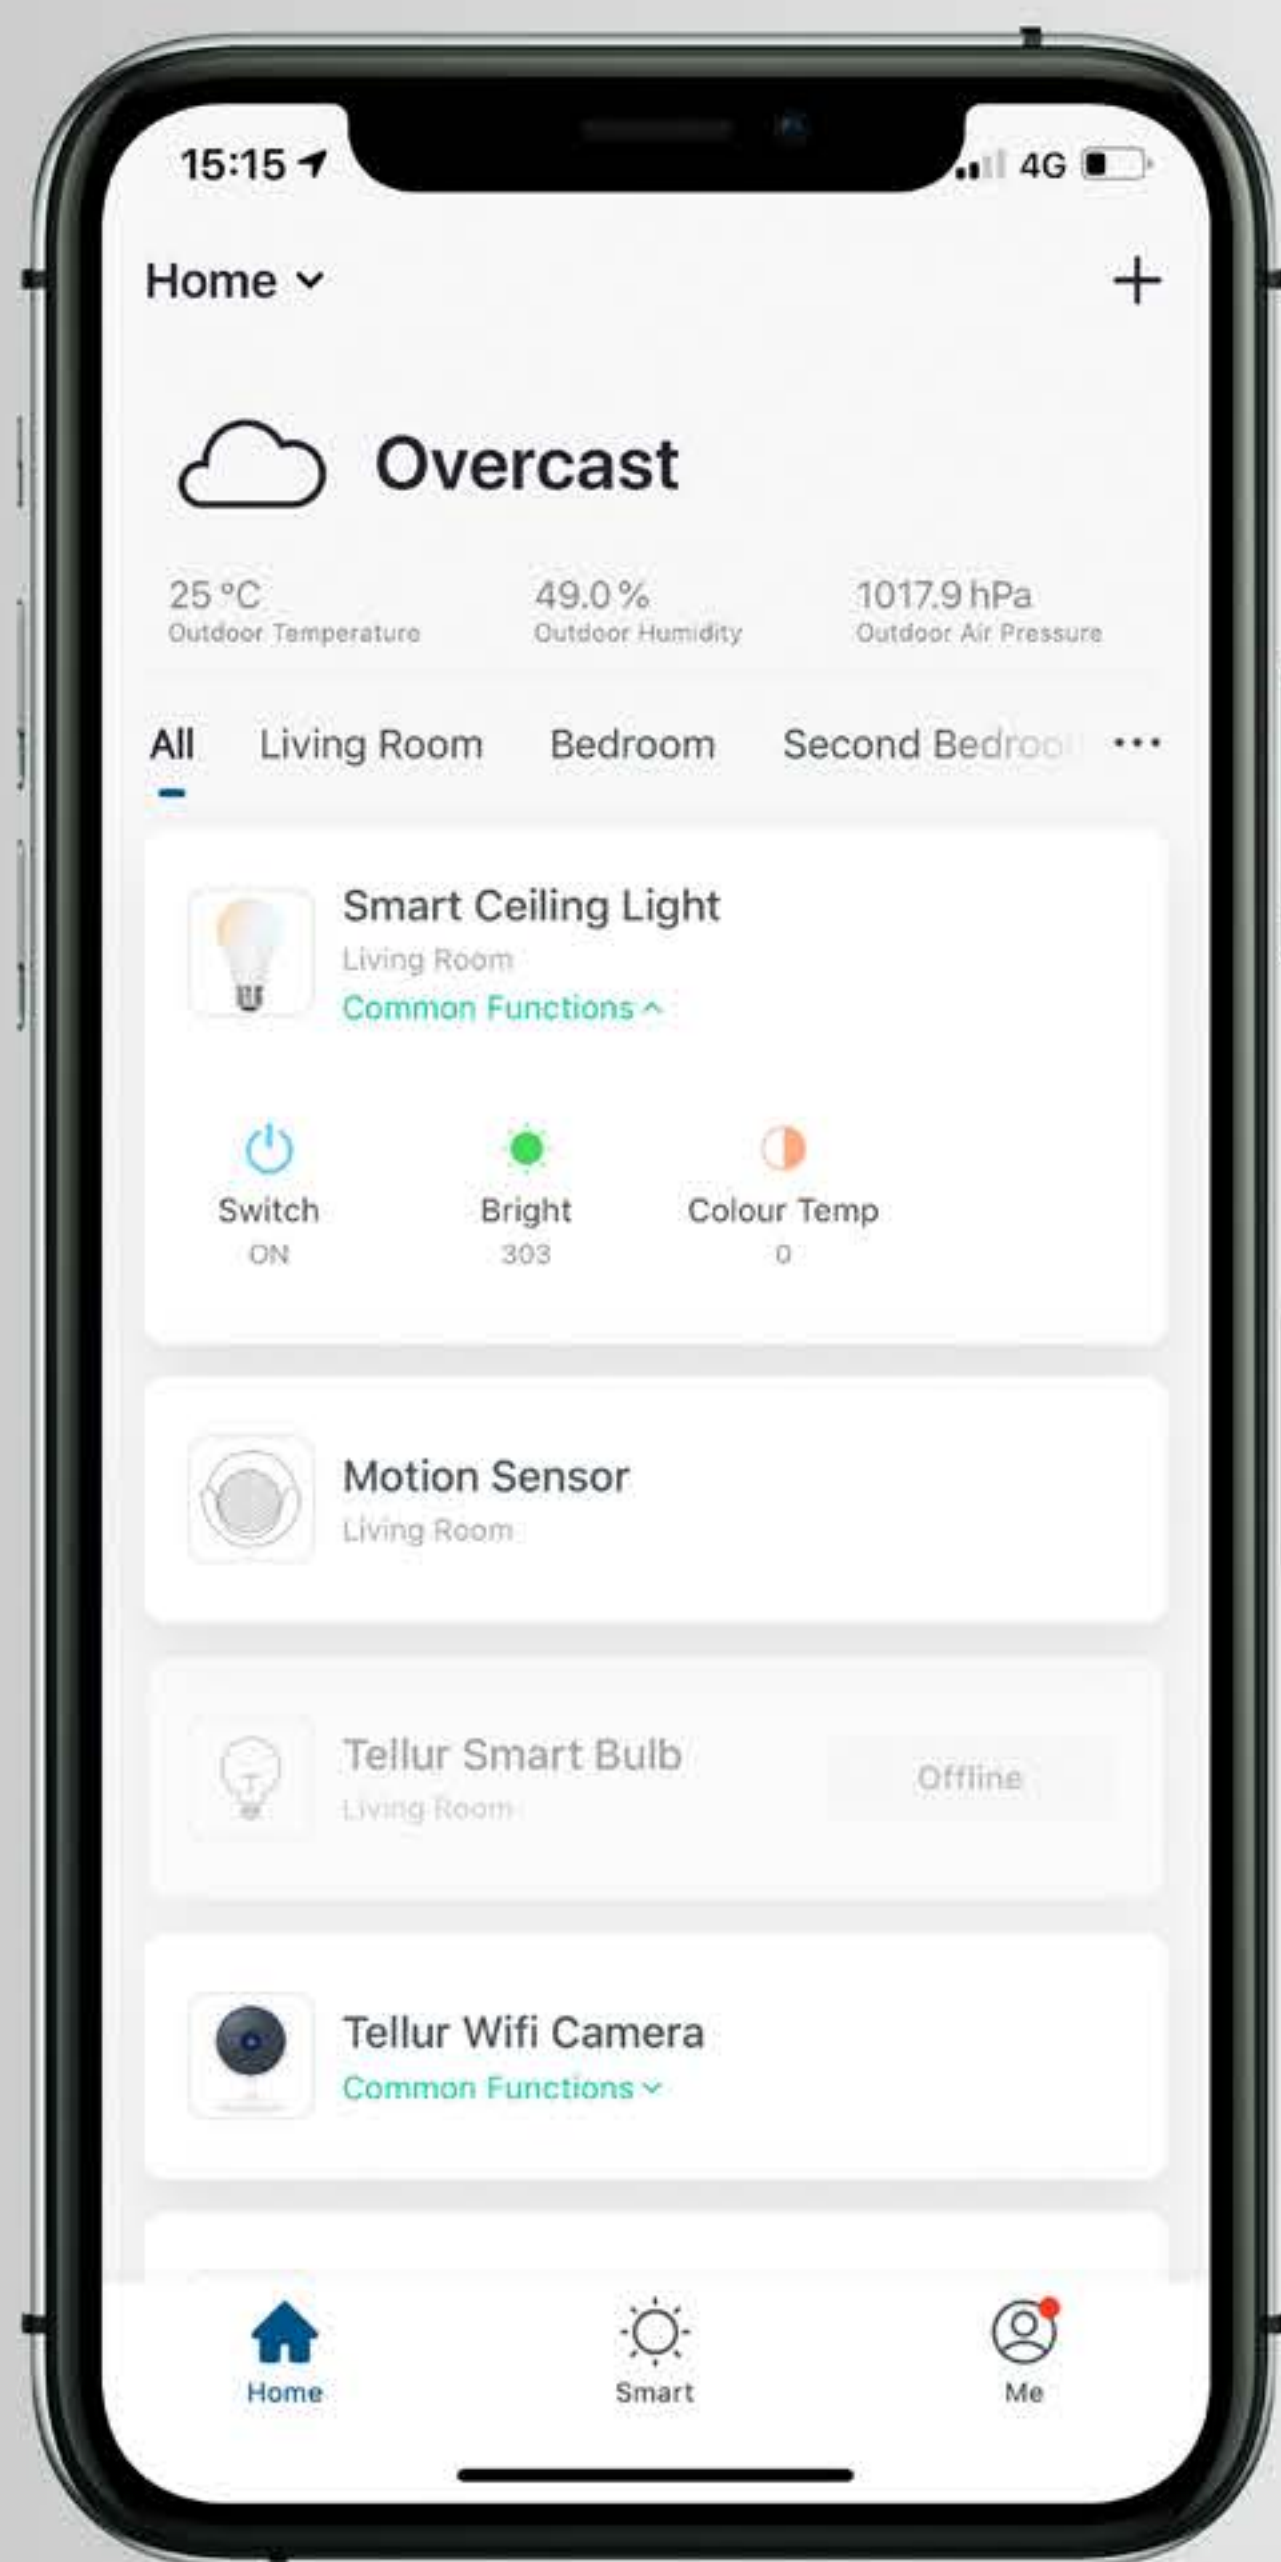 15:15
4G
Home
Overcast
25 °C
49.0 %
1017.9 hPa
Outdoor Temperature
Outdoor Humidity
Outdoor Air Pressure
All
Living Room
Bedroom
Second Bedroo
Smart Ceiling Light
Living Room
Common Functions
Switch
Bright
Colour Temp
ON
303
0
Motion Sensor
Living Room
Tellur Smart Bulb
Offline
Living Room
Tellur Wifi Camera
Common Functions
Home
Smart
Me